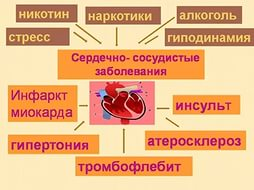 никотин
наркотики
алкоголь
стресс
гиподинамия
Сердечно- сосудистые
заболевания
Инфаркт
миокарда
инсульт
гипертония
атеросклероз
тромбофлебит